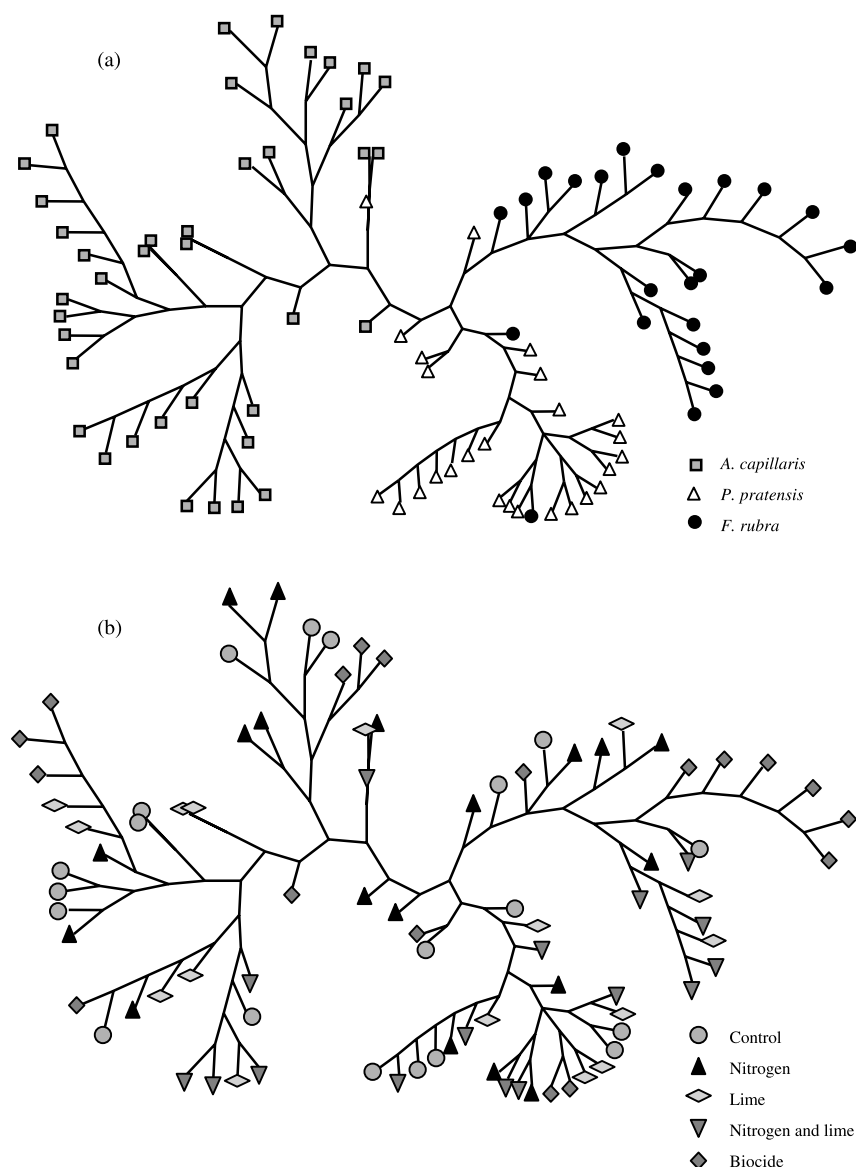 (a)
A. capillaris
P. pratensis
F. rubra
(b)
Control
Nitrogen
Lime
Nitrogen and lime
Biocide